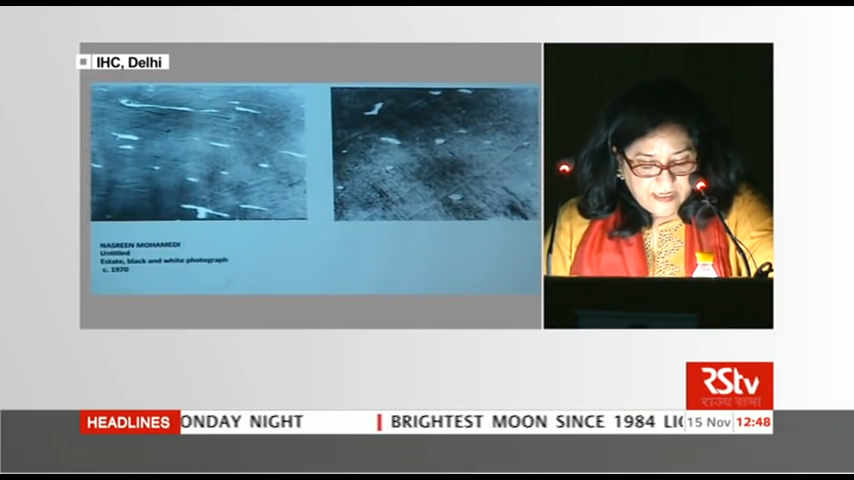 IHC, Delhi
NASREEN MOHAMEDI
Untitled
Estate, black and white photograph
c. 1970
RStv
राज्य सभा
HEADLINES
ONDAY NIGHT
BRIGHTEST MOON SINCE 1984
15 Nov
12:48